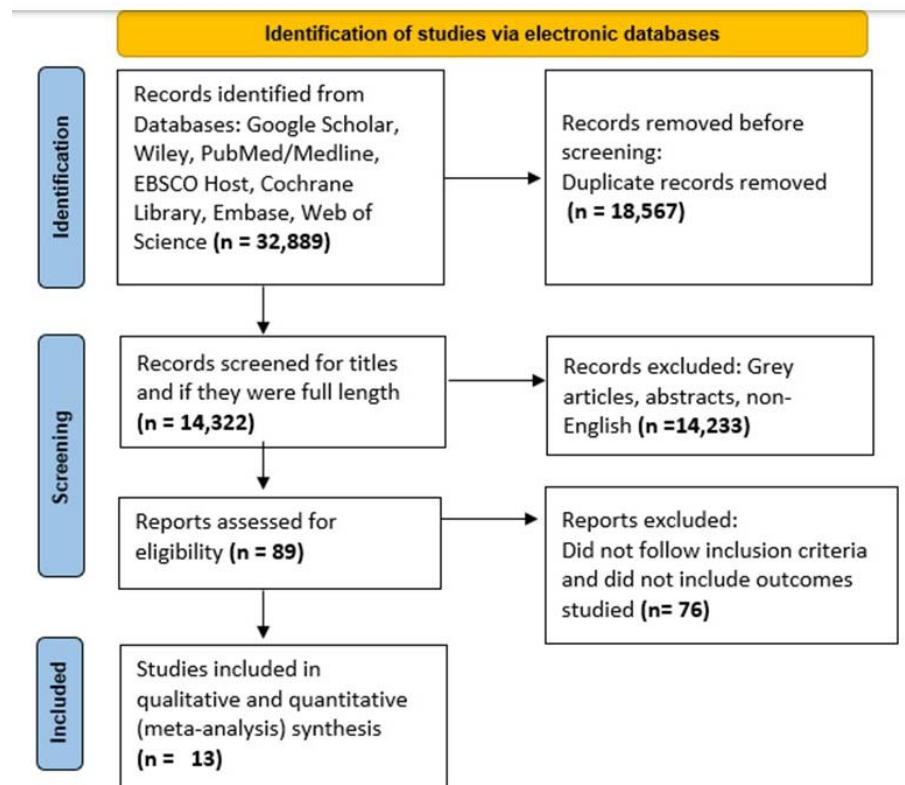 Identification of studies via electronic databases
Identification
Records identified from
Databases: Google Scholar,
Wiley, PubMed/Medline,
EBSCO Host, Cochrane
Library, Embase, Web of
Science (n = 32,889)
Records removed before
screening:
Duplicate records removed
(n = 18,567)
Screening
Records screened for titles
and if they were full length
(n = 14,322)
Records excluded: Grey
articles, abstracts, non-
English (n =14,233)
Reports assessed for
eligibility (n = 89)
Reports excluded:
Did not follow inclusion criteria
and did not include outcomes
studied (n= 76)
Included
Studies included in
qualitative and quantitative
(meta-analysis) synthesis
(n = 13)